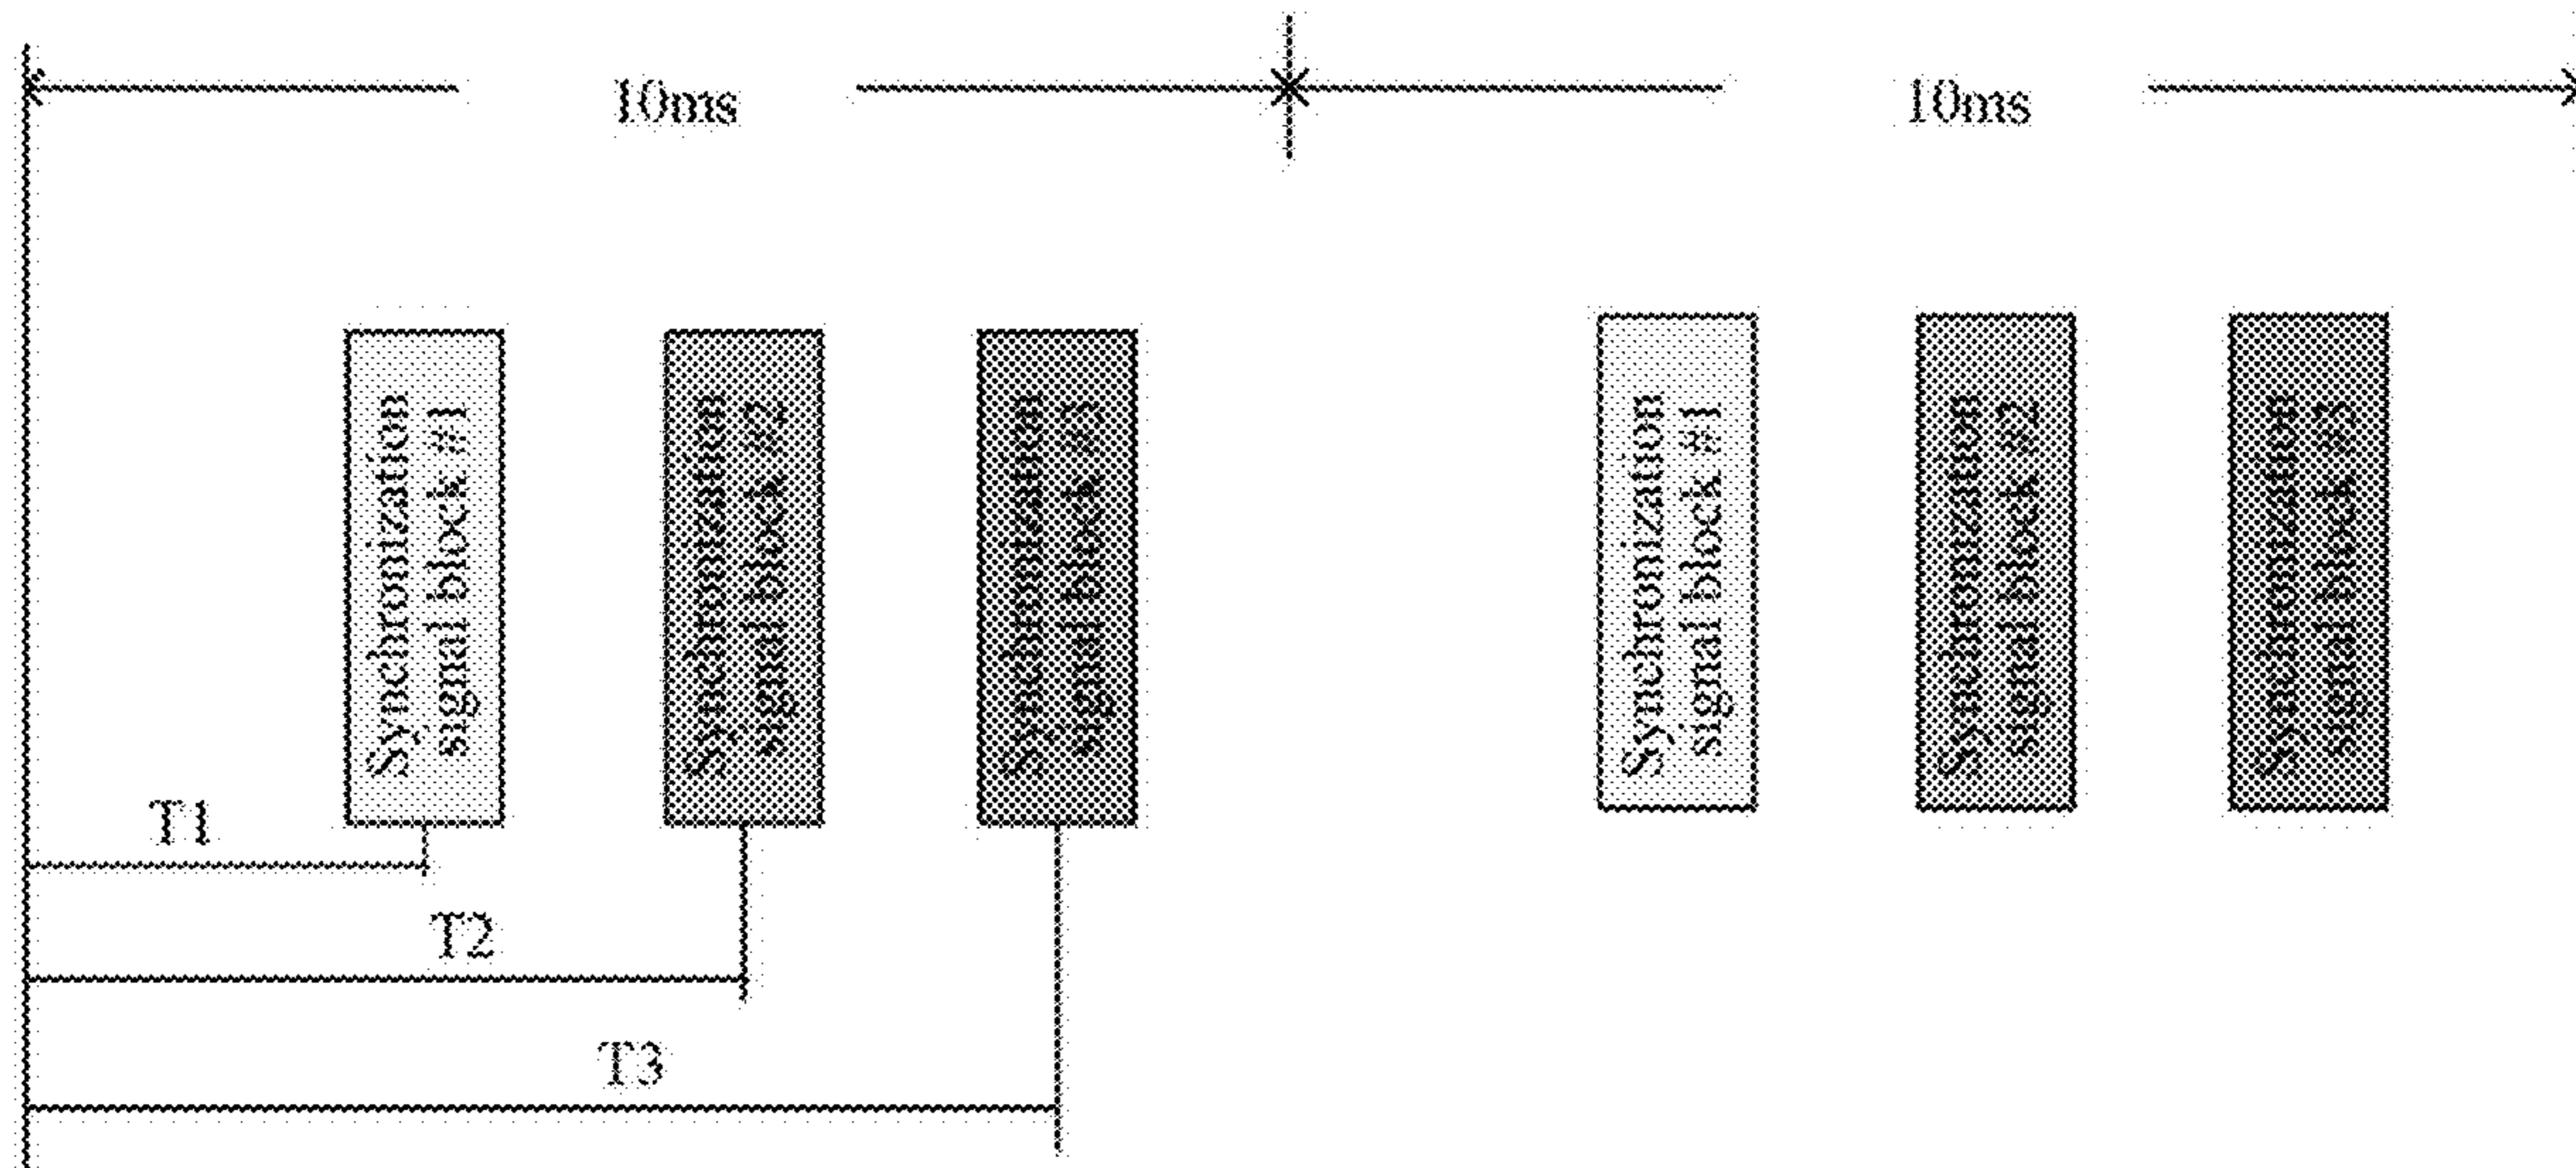 10ms
10ms
Synchronization
signal block #1
Synchronization
signal block #2
Synchronization
signal block #3
Synchronization
signal block #1
Synchronization
signal block #2
Synchronization
signal block #3
T1
T2
T3